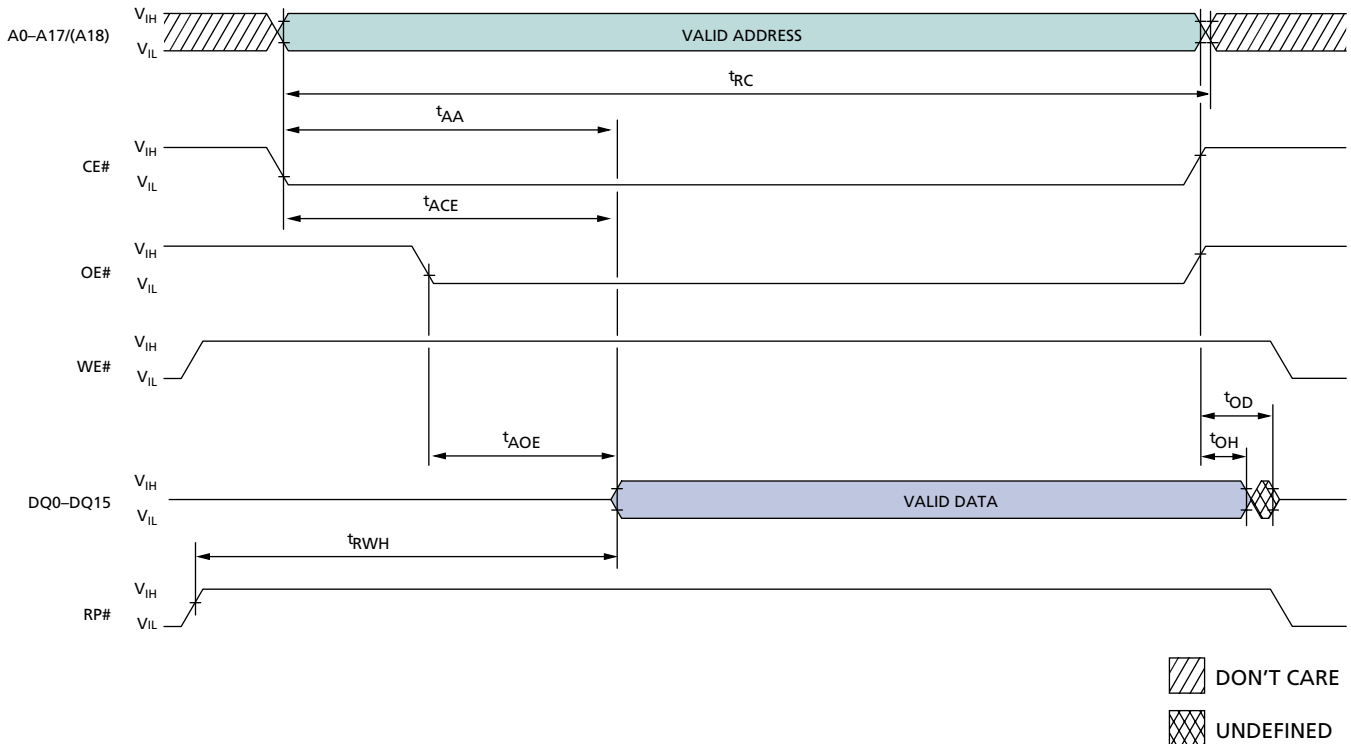 VIH
A0–A17/(A18)
VALID ADDRESS
VIL
tRC
tAA
VIH
CE#
VIL
tACE
VIH
OE#
VIL
VIH
WE#
VIL
tOD
tAOE
tOH
VIH
DQ0–DQ15
VALID DATA
VIL
tRWH
VIH
RP#
VIL
DON'T CARE
UNDEFINED